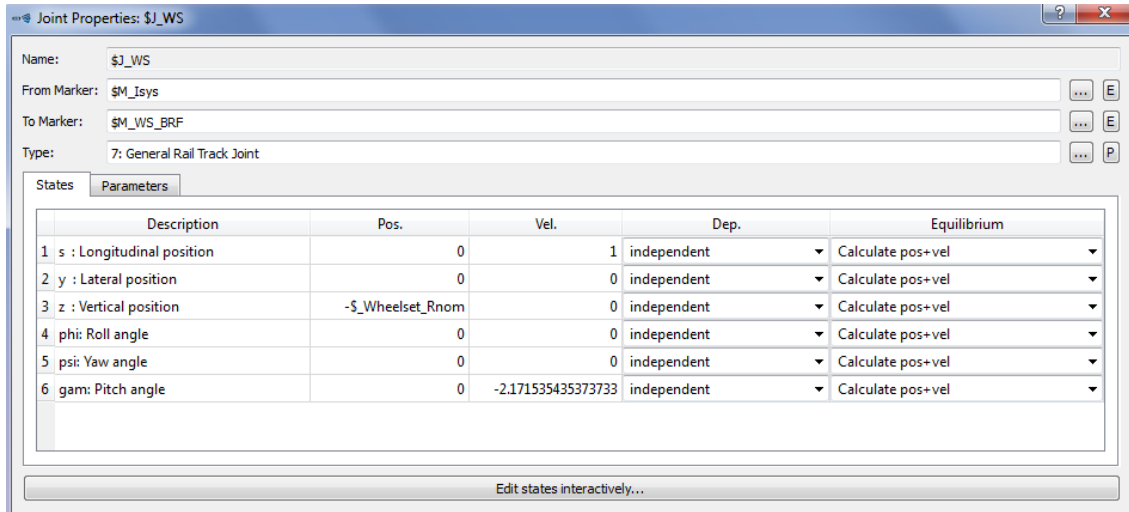 Joint Properties: $J_WS ? X
Name: $J_WS
From Marker: $M_Isys ... E
To Marker: $M_WS_BRF ... E
Type: 7: General Rail Track Joint ... P
States Parameters
Description Pos. Vel. Dep. Equilibrium
1 s : Longitudinal position 0 1 independent Calculate pos+vel
2 y : Lateral position 0 0 independent Calculate pos+vel
3 z : Vertical position -$_Wheelset_Rnom 0 independent Calculate pos+vel
4 phi: Roll angle 0 0 independent Calculate pos+vel
5 psi: Yaw angle 0 0 independent Calculate pos+vel
6 gam: Pitch angle 0 -2.171535435373733 independent Calculate pos+vel
Edit states interactively...